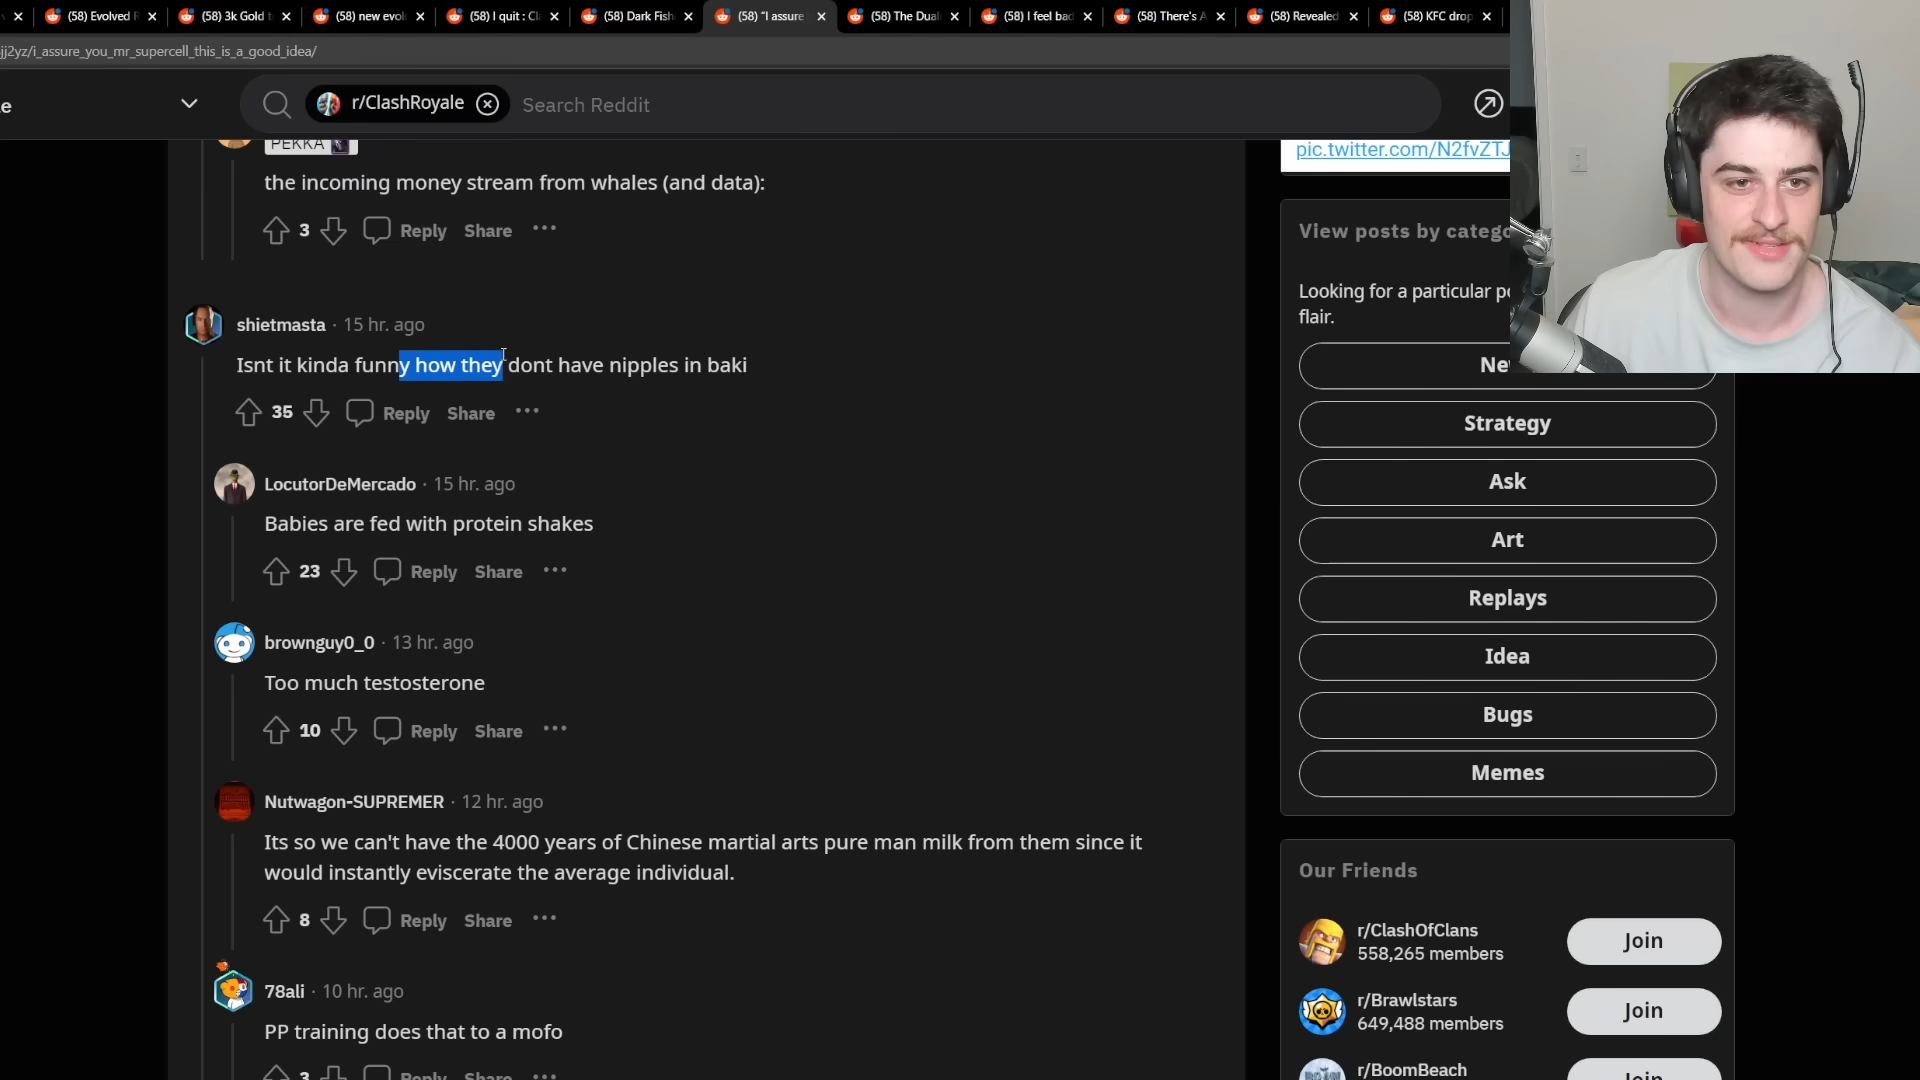 (58) Evolved R
(58) 3k Gold t
(58) new evol
(58) I quit : Cl
(58) Dark Fish
(58) "I assure
(58) The Dual
(58) I feel bad
(58) There's A
(58) Revealed
(58) KFC drop
jj2yz/i_assure_you_mr_supercell_this_is_a_good_idea/
r/ClashRoyale
Search Reddit
PEKKA
the incoming money stream from whales (and data):
3 Reply Share
shietmasta · 15 hr. ago
Isnt it kinda funny how they dont have nipples in baki
35 Reply Share
LocutorDeMercado · 15 hr. ago
Babies are fed with protein shakes
23 Reply Share
brownguy0_0 · 13 hr. ago
Too much testosterone
10 Reply Share
Nutwagon-SUPREMER · 12 hr. ago
Its so we can't have the 4000 years of Chinese martial arts pure man milk from them since it
would instantly eviscerate the average individual.
8 Reply Share
78ali · 10 hr. ago
PP training does that to a mofo
3 Reply Share
pic.twitter.com/N2fvZTJ
View posts by catego
Looking for a particular po
flair.
Ne
Strategy
Ask
Art
Replays
Idea
Bugs
Memes
Our Friends
r/ClashOfClans
558,265 members
Join
r/Brawlstars
649,488 members
Join
r/BoomBeach
Join